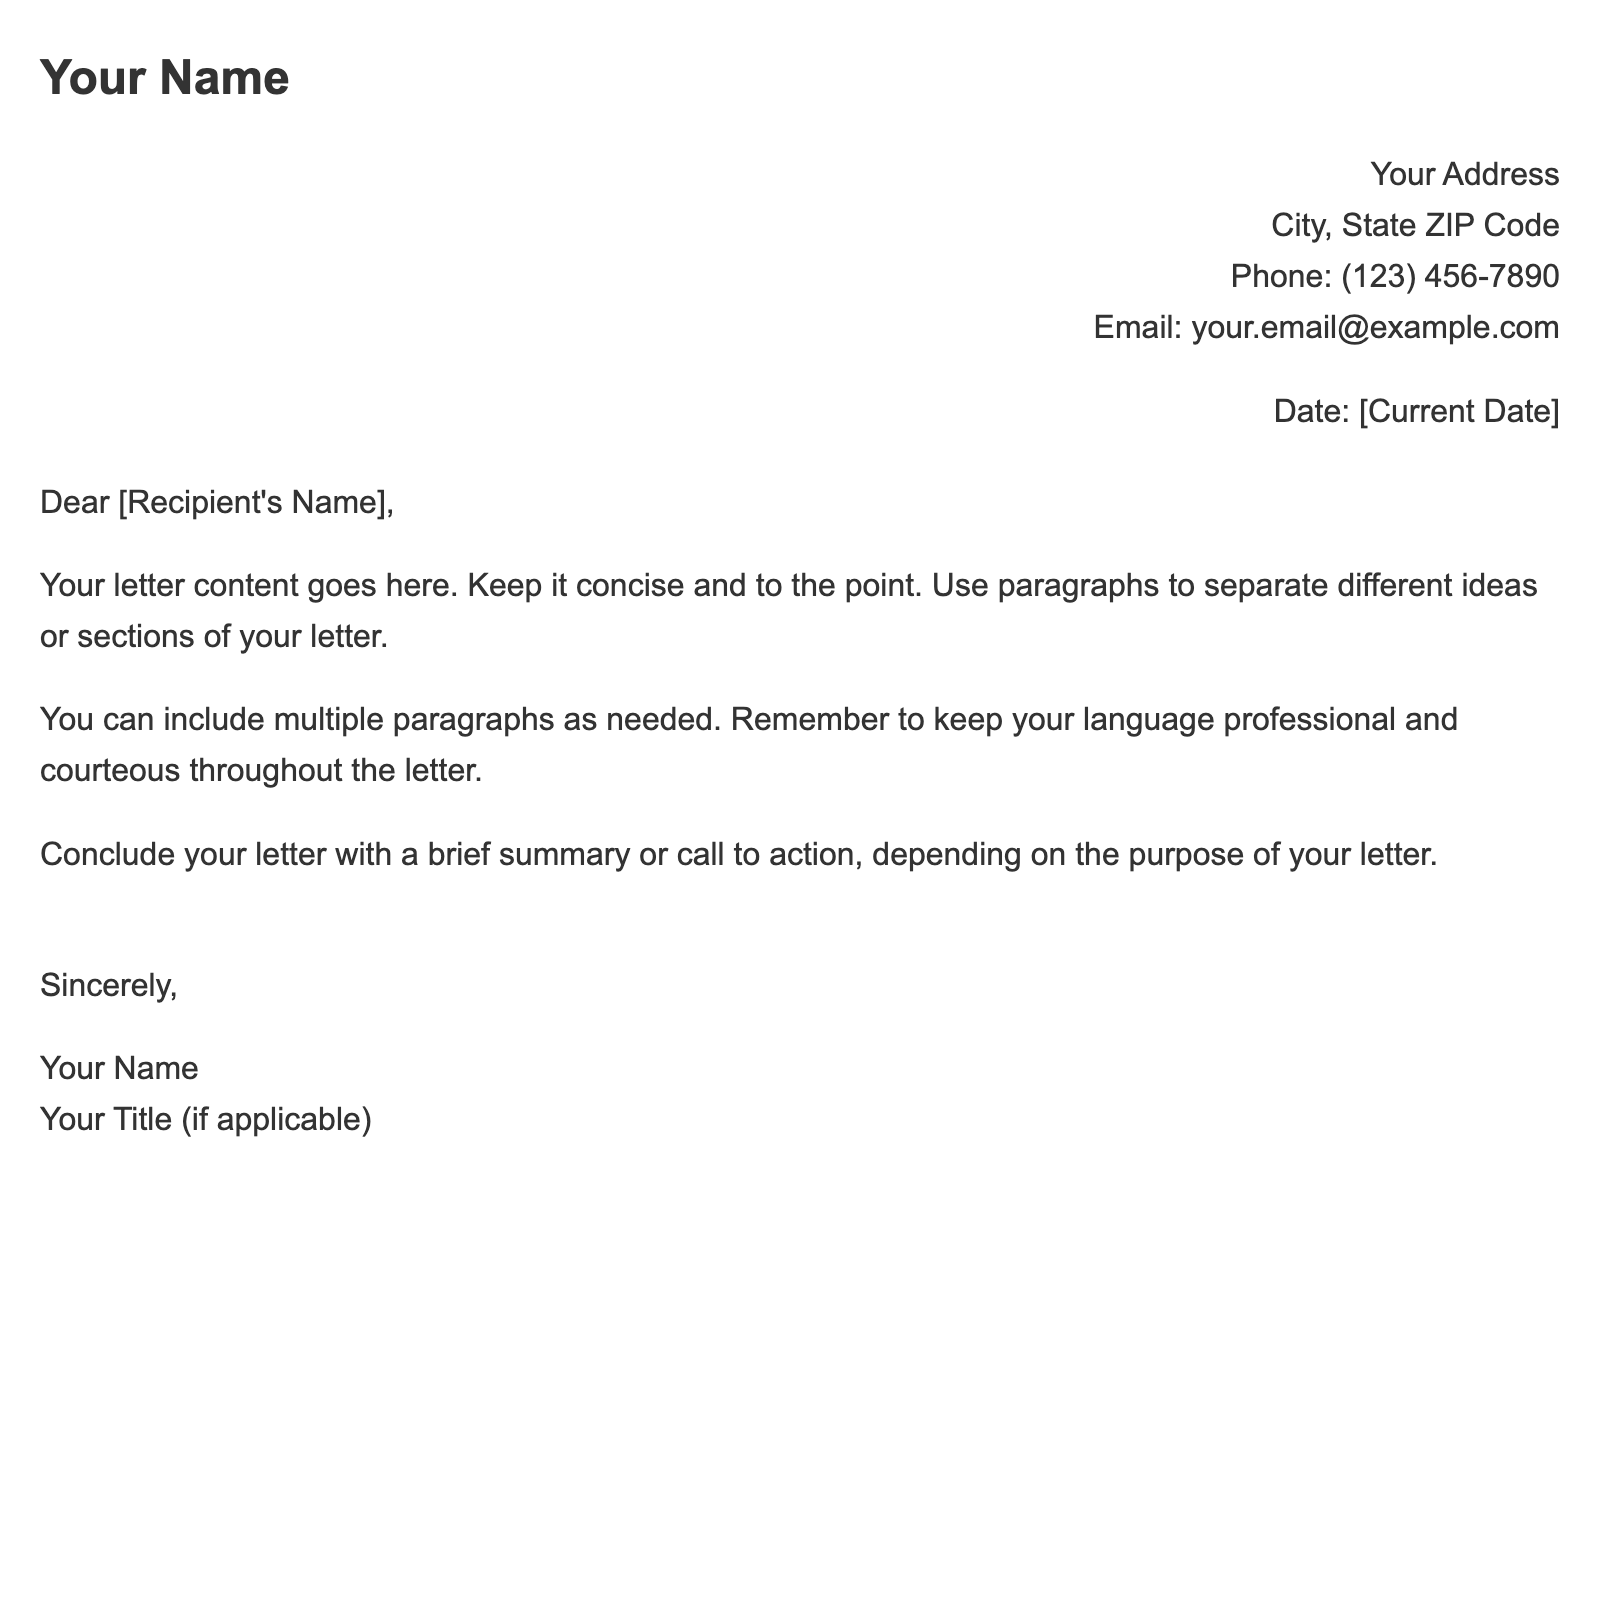 Your Name
Your Address
City, State ZIP Code
Phone: (123) 456-7890
Email: your.email@example.com
Date: [Current Date]
Dear [Recipient's Name],
Your letter content goes here. Keep it concise and to the point. Use paragraphs to separate different ideas
or sections of your letter.
You can include multiple paragraphs as needed. Remember to keep your language professional and
courteous throughout the letter.
Conclude your letter with a brief summary or call to action, depending on the purpose of your letter.
Sincerely,
Your Name
Your Title (if applicable)